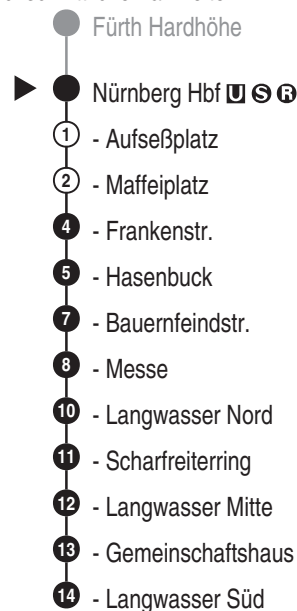 Fürth Hardhöhe
Nürnberg Hbf U S R
1 - Aufseßplatz
2 - Maffeiplatz
4 - Frankenstr.
5 - Hasenbuck
7 - Bauernfeindstr.
8 - Messe
10 - Langwasser Nord
11 - Scharfreiterring
12 - Langwasser Mitte
13 - Gemeinschaftshaus
14 - Langwasser Süd